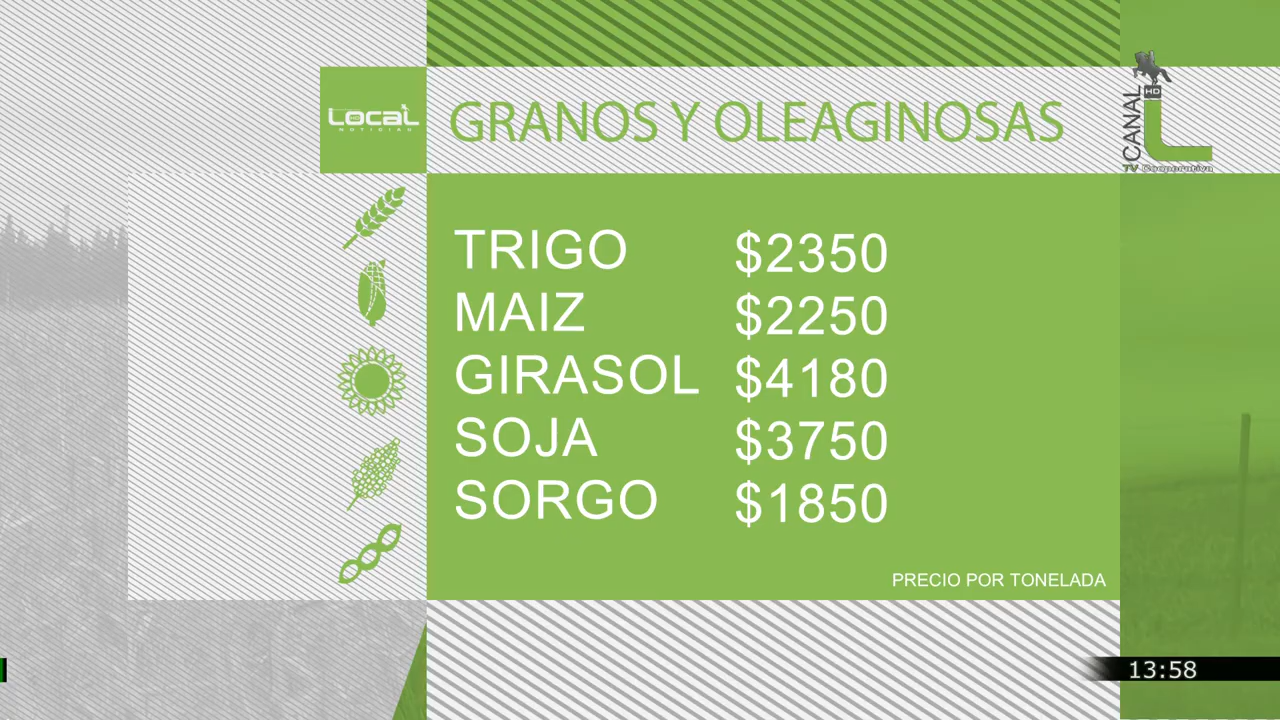 LOCAL
NOTICIAS
GRANOS Y OLEAGINOSAS
CANAL
HD
L
TV Cooperativa
TRIGO $2350
MAIZ $2250
GIRASOL $4180
SOJA $3750
SORGO $1850
PRECIO POR TONELADA
13:58